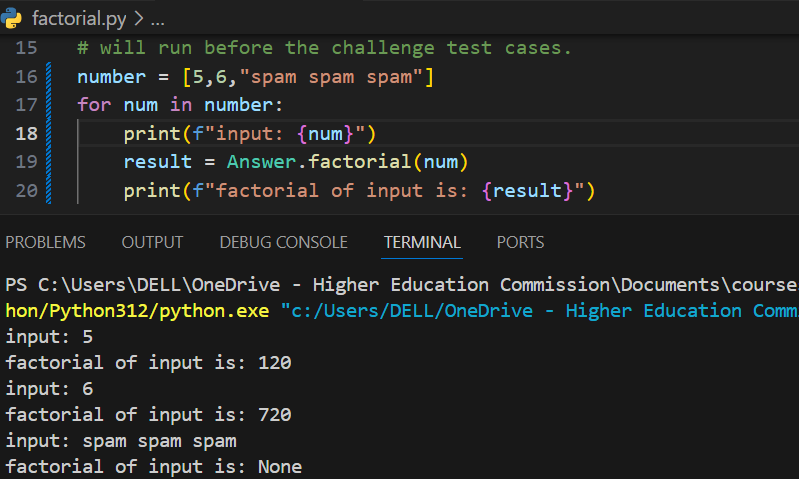 factorial.py > ...
15 # will run before the challenge test cases.
16 number = [5,6,"spam spam spam"]
17 for num in number:
18     print(f"input: {num}")
19     result = Answer.factorial(num)
20     print(f"factorial of input is: {result}")
PROBLEMS OUTPUT DEBUG CONSOLE TERMINAL PORTS
PS C:\Users\DELL\OneDrive - Higher Education Commission\Documents\course
hon/Python312/python.exe "c:/Users/DELL/OneDrive - Higher Education Comm
input: 5
factorial of input is: 120
input: 6
factorial of input is: 720
input: spam spam spam
factorial of input is: None